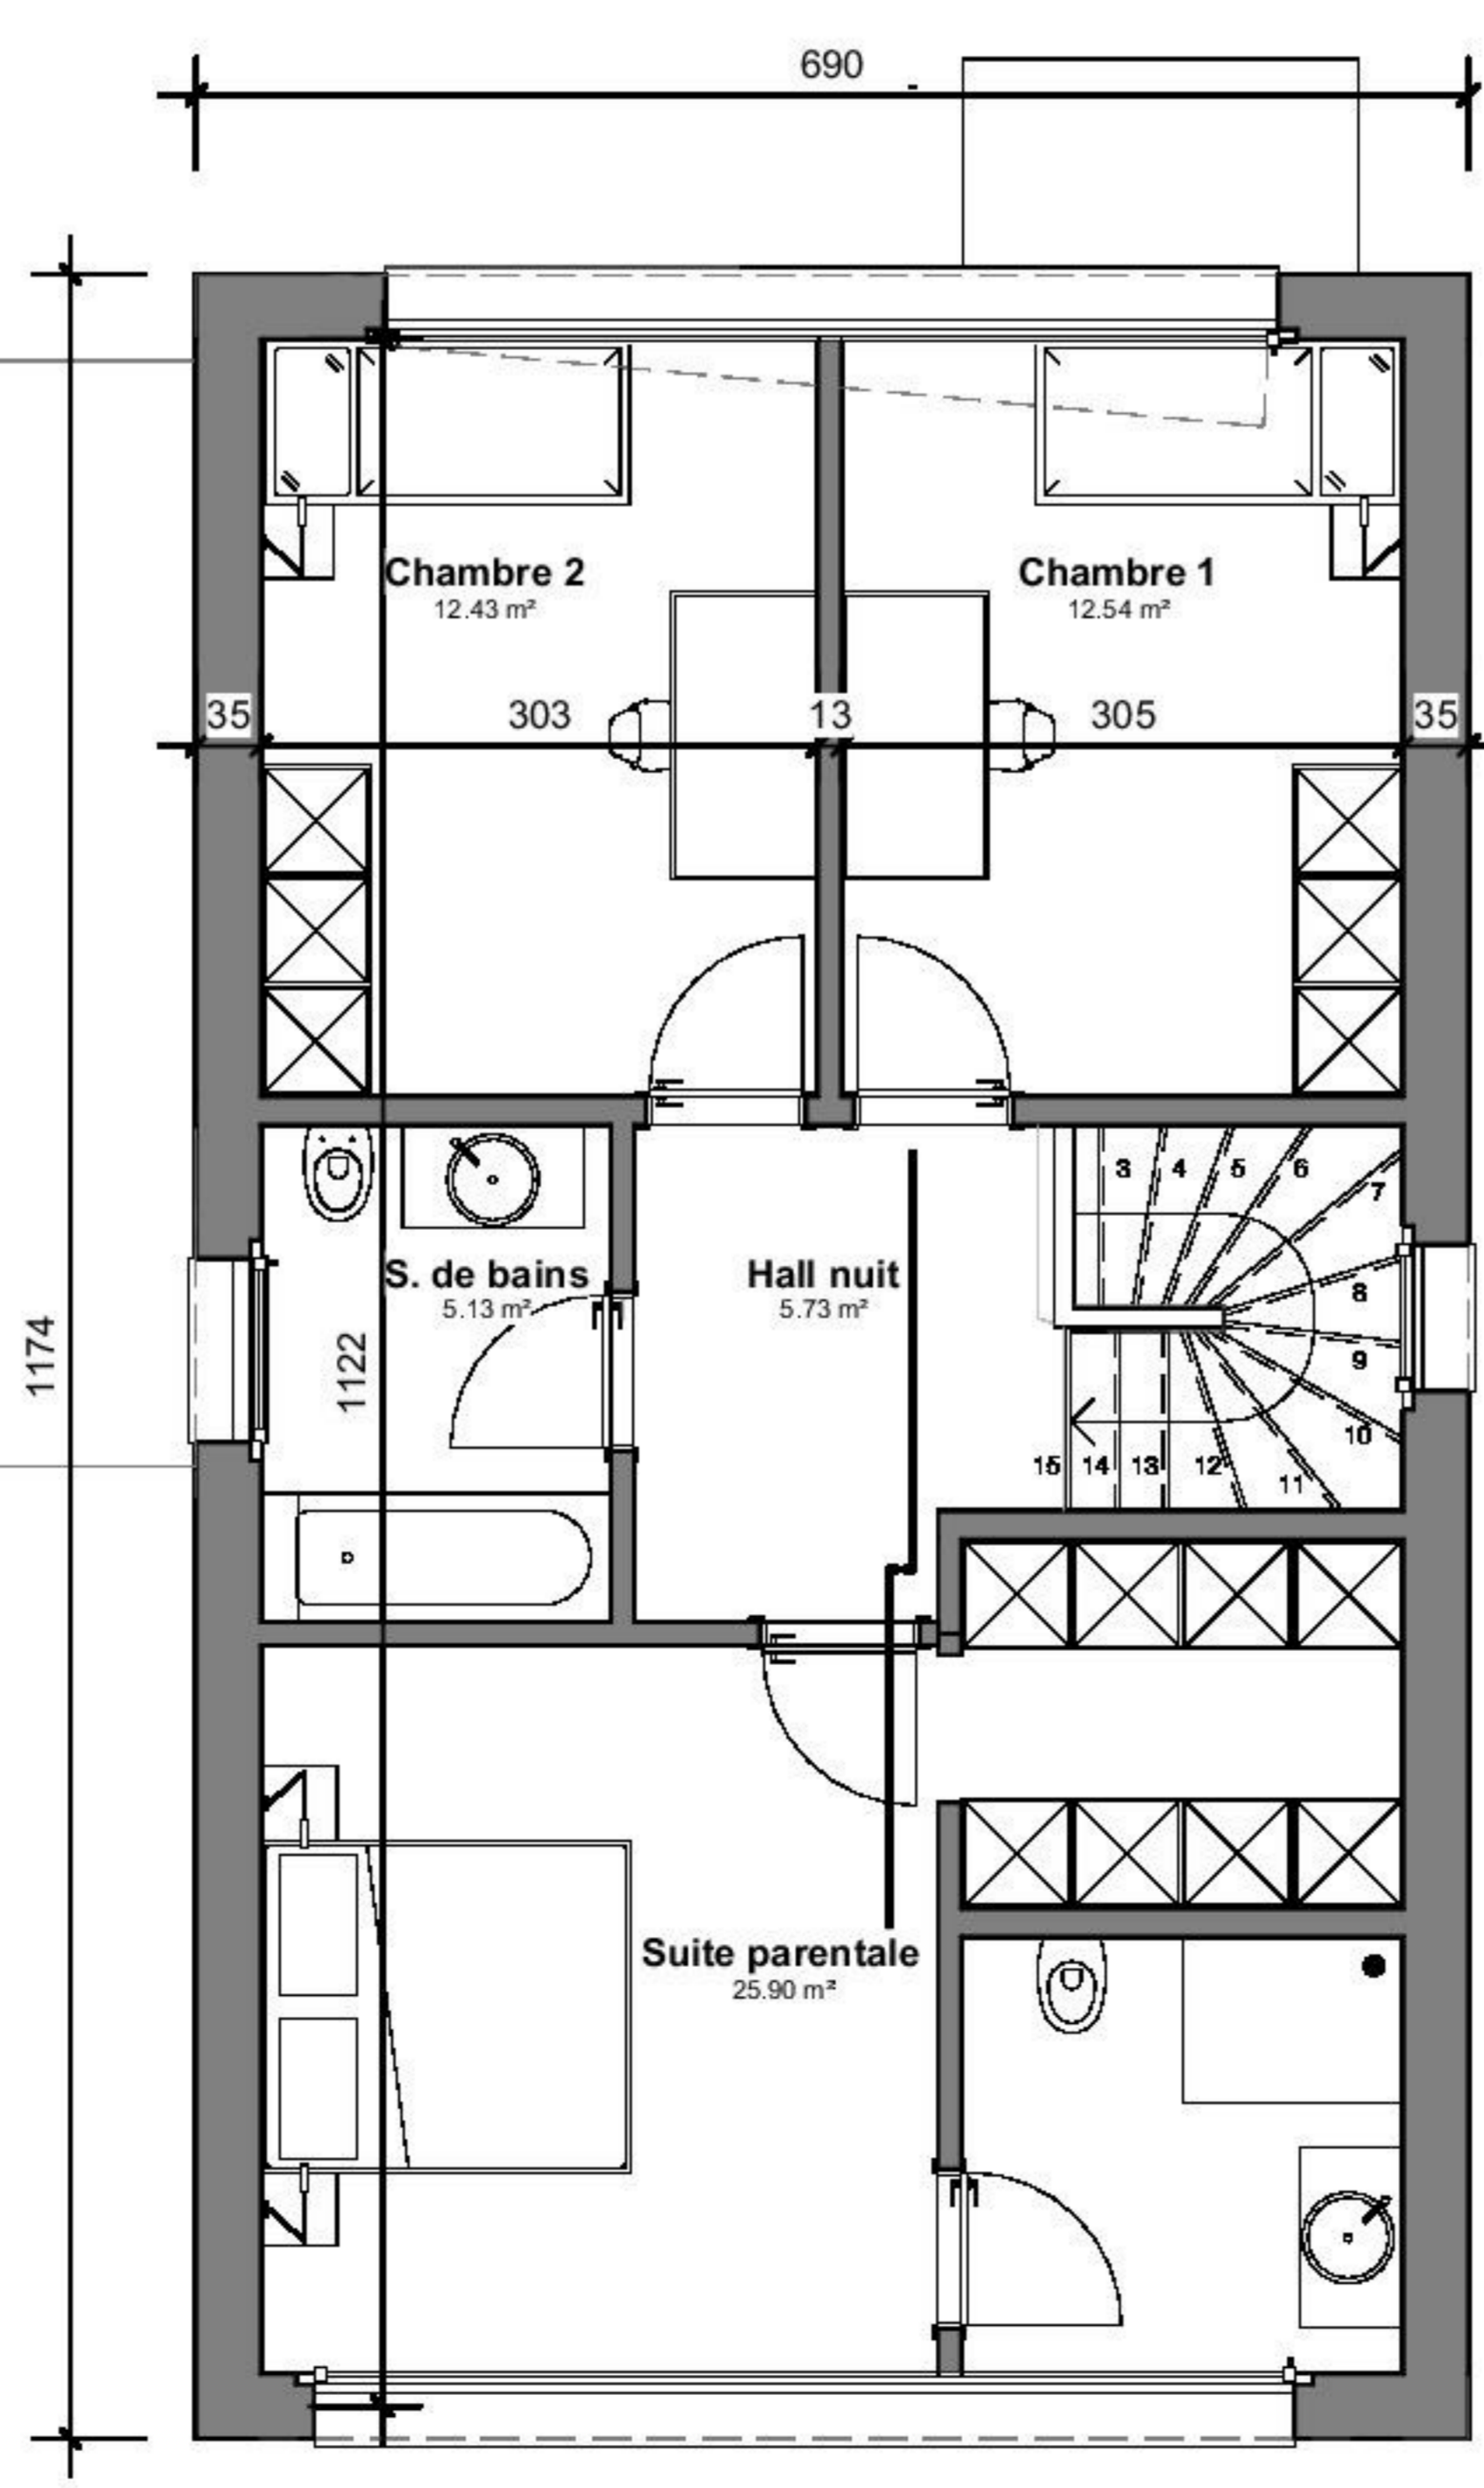 690
Chambre 2
12.43 m²
Chambre 1
12.54 m²
35
303
13
305
35
3
4
5
6
7
8
9
10
11
12
13
14
15
S. de bains
5.13 m²
Hall nuit
5.73 m²
1174
1122
Suite parentale
25.90 m²